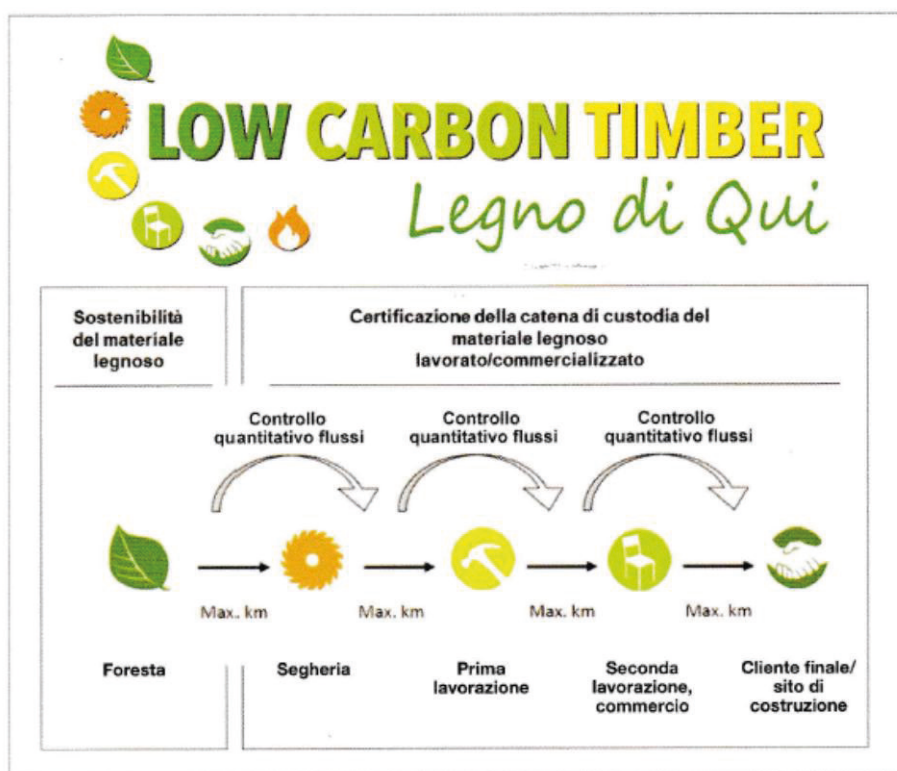 LOW CARBON TIMBER
Legno di Qui
Sostenibilità
del materiale
legnoso
Certificazione della catena di custodia del
materiale legnoso
lavorato/commercializzato
Controllo
quantitativo flussi
Controllo
quantitativo flussi
Controllo
quantitativo flussi
Max. km
Max. km
Max. km
Max. km
Foresta
Segheria
Prima
lavorazione
Seconda
lavorazione,
commercio
Cliente finale/
sito di
costruzione